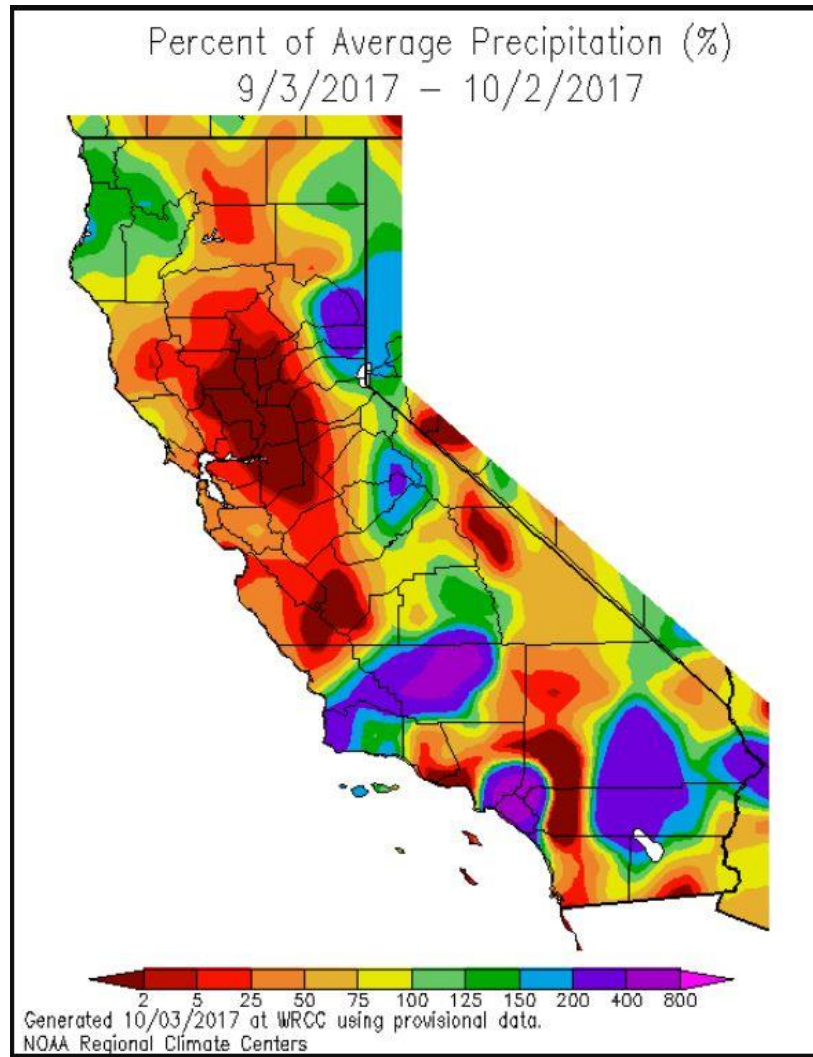 Percent of Average Precipitation (%)
9/3/2017 – 10/2/2017
2 5 25 50 75 100 125 150 200 400 800
Generated 10/03/2017 at WRCC using provisional data.
NOAA Regional Climate Centers